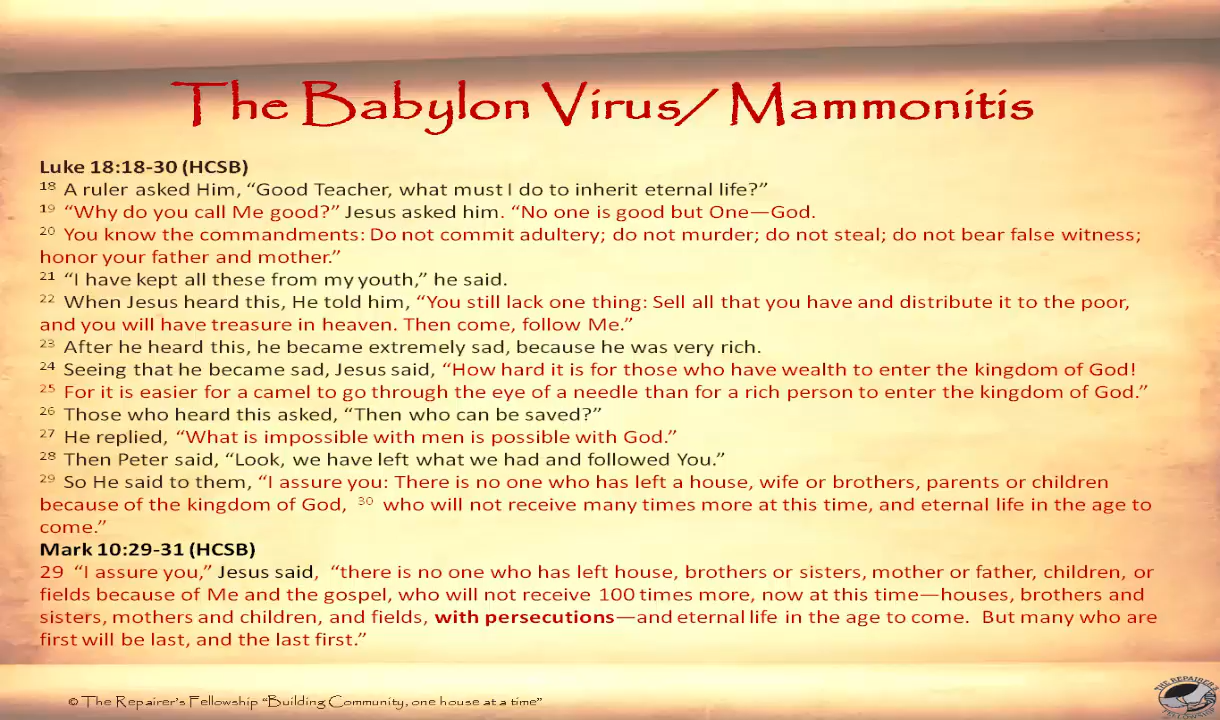 The Babylon Virus/ Mammonitis
Luke 18:18-30 (HCSB)
18 A ruler asked Him, “Good Teacher, what must I do to inherit eternal life?”
19 “Why do you call Me good?” Jesus asked him. “No one is good but One—God.
20 You know the commandments: Do not commit adultery; do not murder; do not steal; do not bear false witness;
honor your father and mother.”
21 “I have kept all these from my youth,” he said.
22 When Jesus heard this, He told him, “You still lack one thing: Sell all that you have and distribute it to the poor,
and you will have treasure in heaven. Then come, follow Me.”
23 After he heard this, he became extremely sad, because he was very rich.
24 Seeing that he became sad, Jesus said, “How hard it is for those who have wealth to enter the kingdom of God!
25 For it is easier for a camel to go through the eye of a needle than for a rich person to enter the kingdom of God.”
26 Those who heard this asked, “Then who can be saved?”
27 He replied, “What is impossible with men is possible with God.”
28 Then Peter said, “Look, we have left what we had and followed You.”
29 So He said to them, “I assure you: There is no one who has left a house, wife or brothers, parents or children
because of the kingdom of God, 30 who will not receive many times more at this time, and eternal life in the age to
come.”
Mark 10:29-31 (HCSB)
29 “I assure you,” Jesus said, “there is no one who has left house, brothers or sisters, mother or father, children, or
fields because of Me and the gospel, who will not receive 100 times more, now at this time—houses, brothers and
sisters, mothers and children, and fields, with persecutions—and eternal life in the age to come. But many who are
first will be last, and the last first.”
© The Repairer’s Fellowship “Building Community, one house at a time”
THE REPAIRER'S
FELLOWSHIP